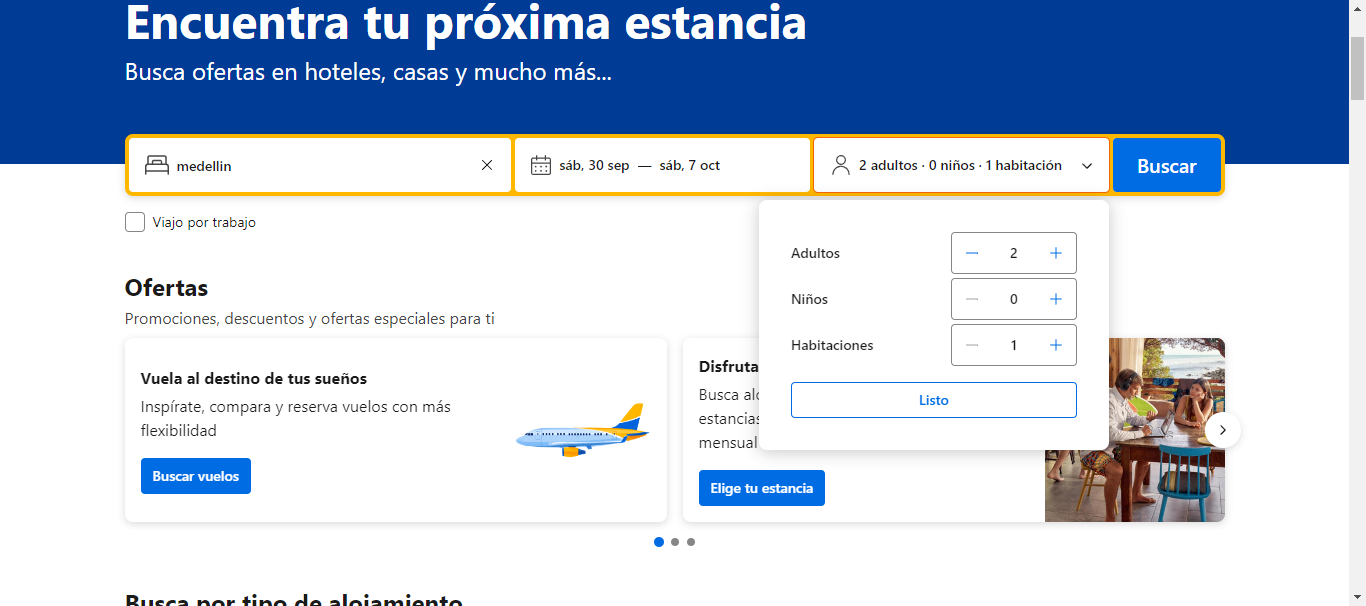 Encuentra tu próxima estancia
Busca ofertas en hoteles, casas y mucho más...
medellin
sáb, 30 sep — sáb, 7 oct
2 adultos · 0 niños · 1 habitación
Buscar
Viajo por trabajo
Adultos
2
Niños
0
Habitaciones
1
Listo
Ofertas
Promociones, descuentos y ofertas especiales para ti
Vuela al destino de tus sueños
Inspírate, compara y reserva vuelos con más
flexibilidad
Buscar vuelos
Disfruta
Busca
estancias
mensual
Elige tu estancia
Busca por tipo de alojamiento